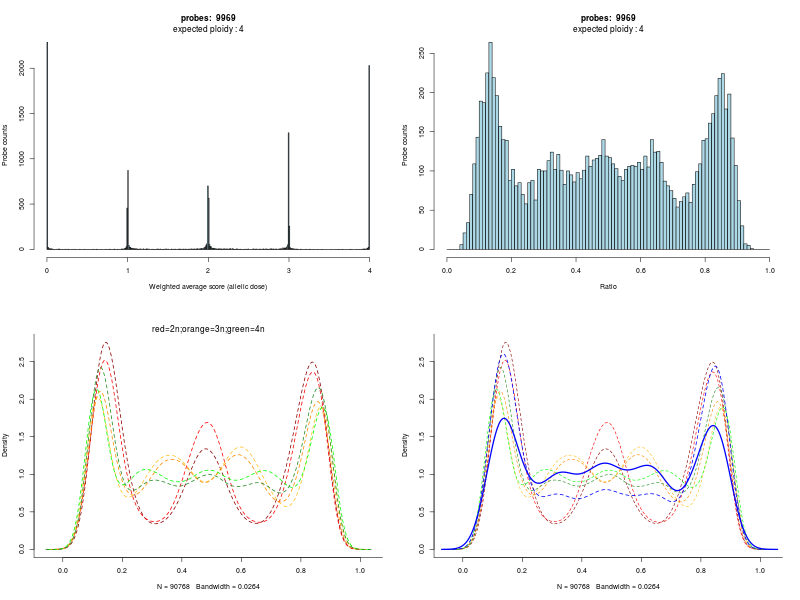 probes: 9969
expected ploidy : 4
Probe counts
2000
1500
1000
500
0
0 1 2 3 4
Weighted average score (allelic dose)
probes: 9969
expected ploidy : 4
Probe counts
250
200
150
100
50
0
0.0 0.2 0.4 0.6 0.8 1.0
Ratio
red=2n;orange=3n;green=4n
Density
2.5
2.0
1.5
1.0
0.5
0.0
0.0 0.2 0.4 0.6 0.8 1.0
N = 90768 Bandwidth = 0.0264
Density
2.5
2.0
1.5
1.0
0.5
0.0
0.0 0.2 0.4 0.6 0.8 1.0
N = 90768 Bandwidth = 0.0264